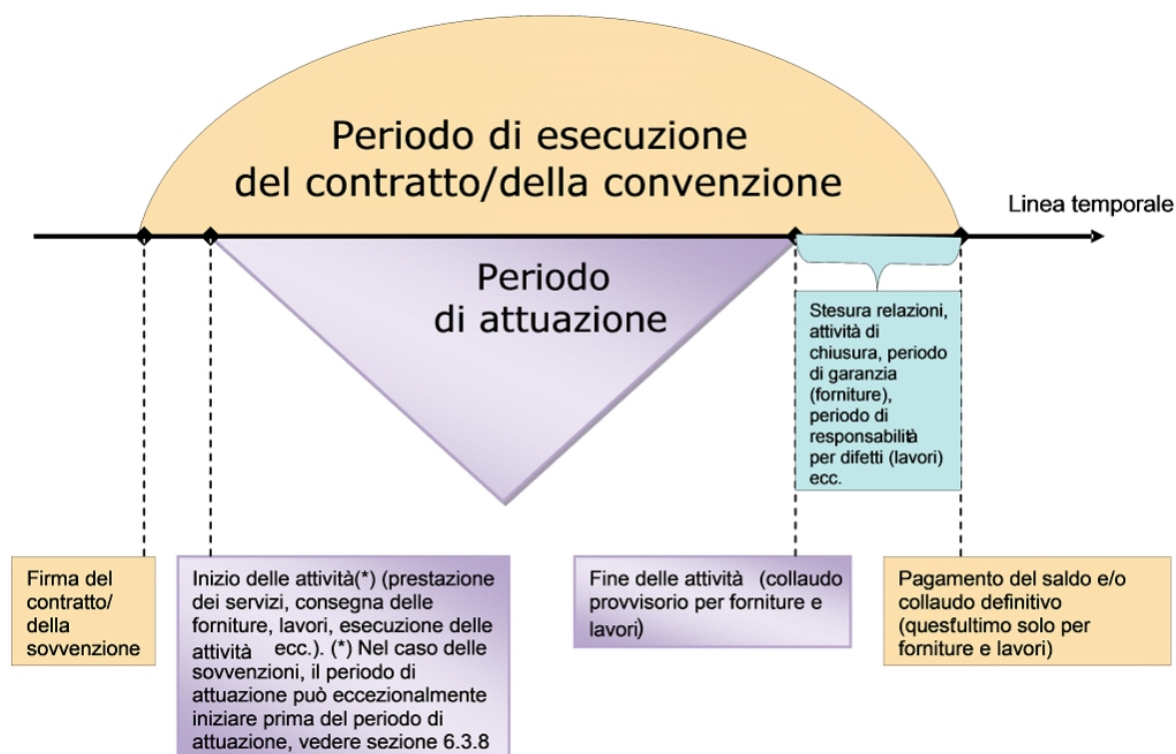 Periodo di esecuzione
del contratto/della convenzione
Linea temporale
Periodo
di attuazione
Stesura relazioni,
attività di
chiusura, periodo
di garanzia
(forniture),
periodo di
responsabilità
per difetti (lavori)
ecc.
Firma del
contratto/
della
sovvenzione
Inizio delle attività(*) (prestazione
dei servizi, consegna delle
forniture, lavori, esecuzione delle
attività ecc.). (*) Nel caso delle
sovvenzioni, il periodo di
attuazione può eccezionalmente
iniziare prima del periodo di
attuazione, vedere sezione 6.3.8
Fine delle attività (collaudo
provvisorio per forniture e
lavori)
Pagamento del saldo e/o
collaudo definitivo
(quest'ultimo solo per
forniture e lavori)